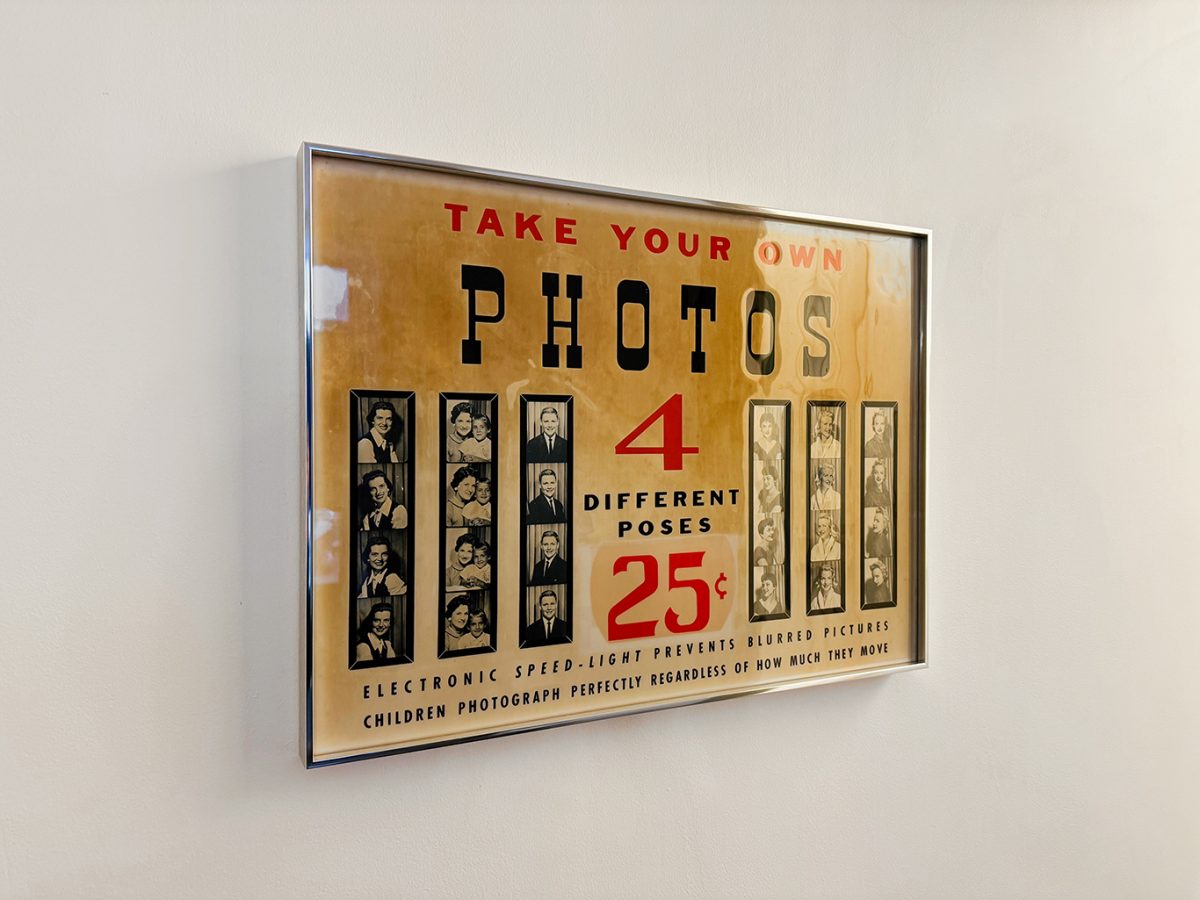 TAKE YOUR OWN
PHOTOS
4
DIFFERENT
POSES
25¢
ELECTRONIC SPEED-LIGHT PREVENTS BLURRED PICTURES
CHILDREN PHOTOGRAPH PERFECTLY REGARDLESS OF HOW MUCH THEY MOVE